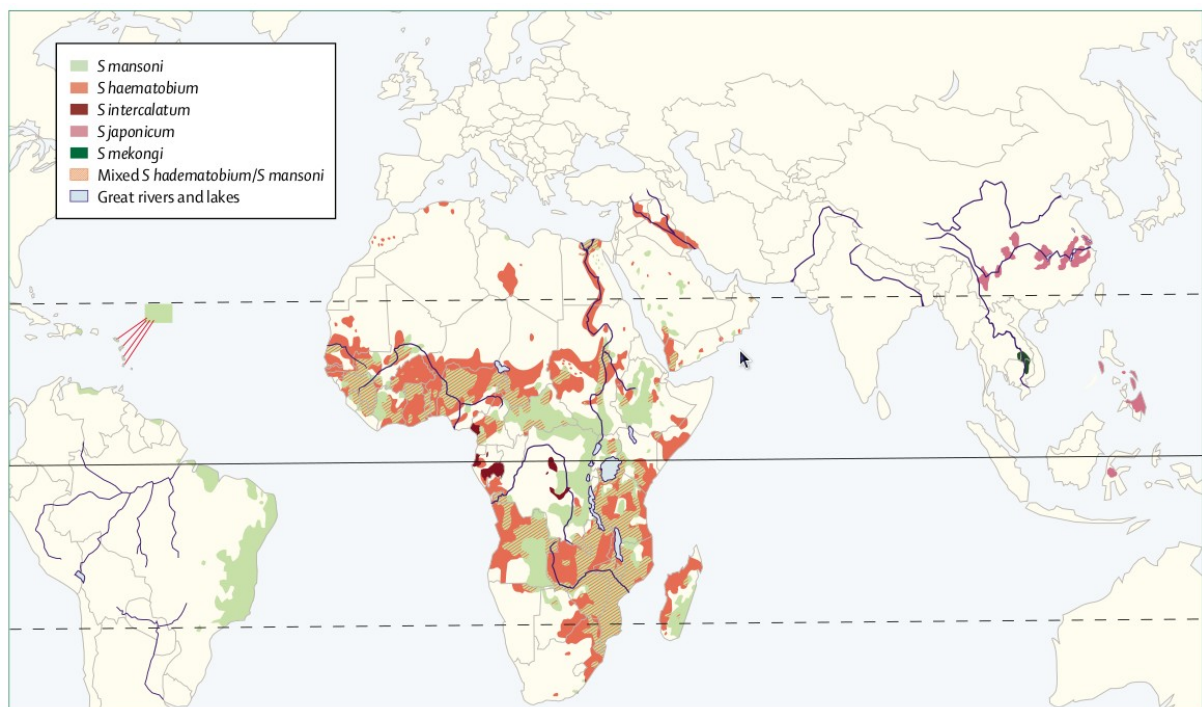 S mansoni
S haematobium
S intercalatum
S japonicum
S mekongi
Mixed S hadematobium/S mansoni
Great rivers and lakes